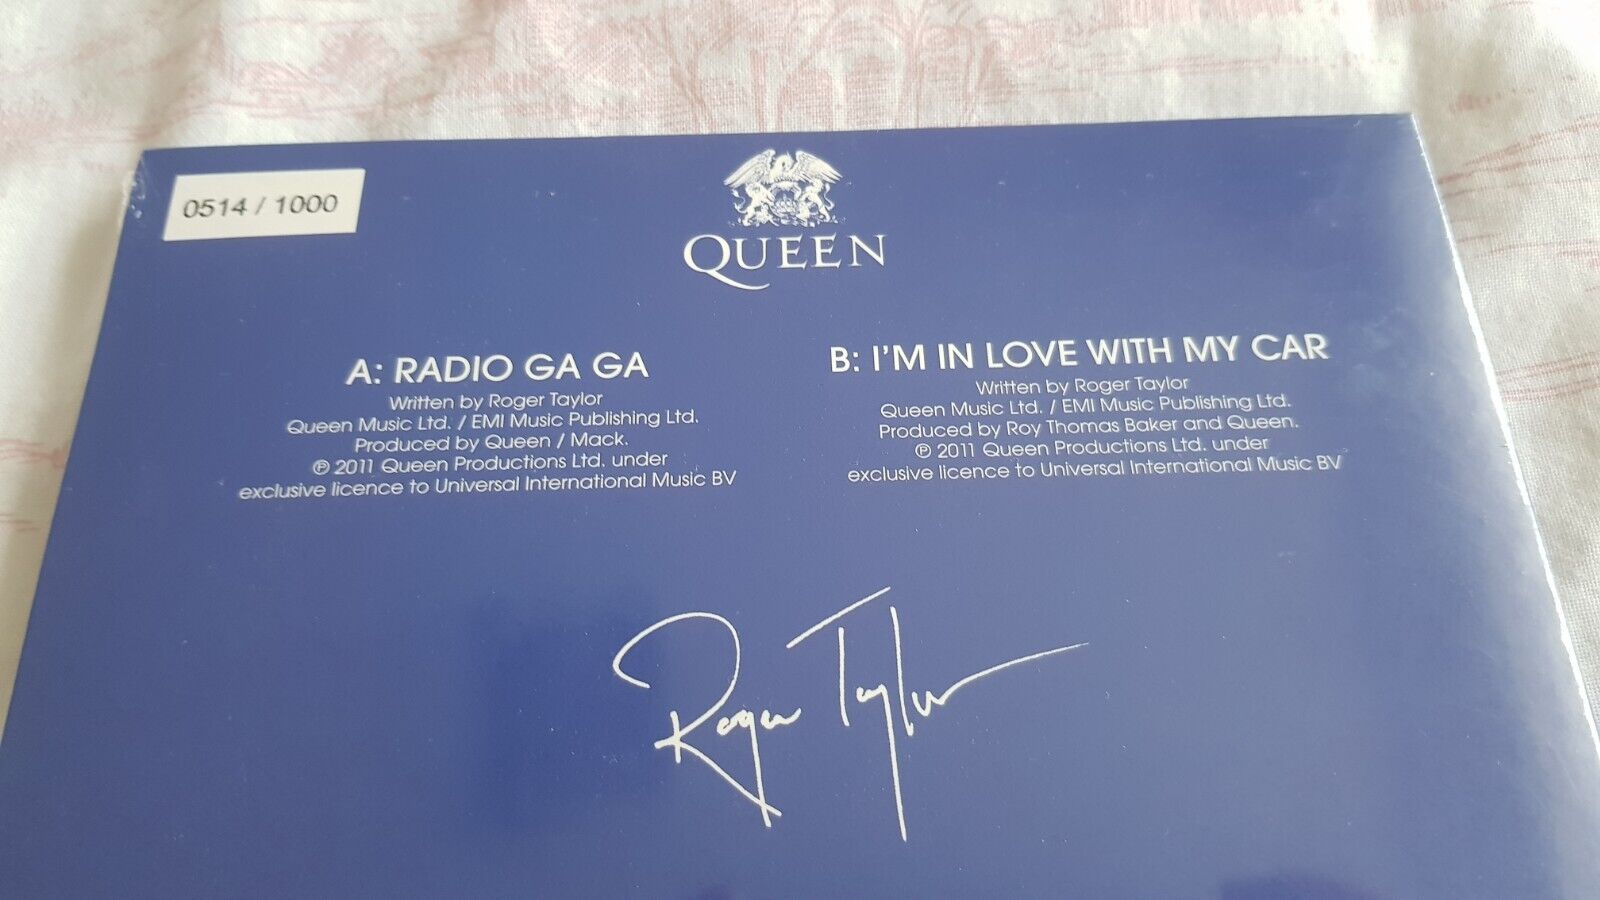 0514 / 1000
QUEEN
A: RADIO GA GA
Written by Roger Taylor
Queen Music Ltd. / EMI Music Publishing Ltd.
Produced by Queen / Mack.
℗ 2011 Queen Productions Ltd. under
exclusive licence to Universal International Music BV
B: I'M IN LOVE WITH MY CAR
Written by Roger Taylor
Queen Music Ltd. / EMI Music Publishing Ltd.
Produced by Roy Thomas Baker and Queen.
℗ 2011 Queen Productions Ltd. under
exclusive licence to Universal International Music BV
Roger Taylor